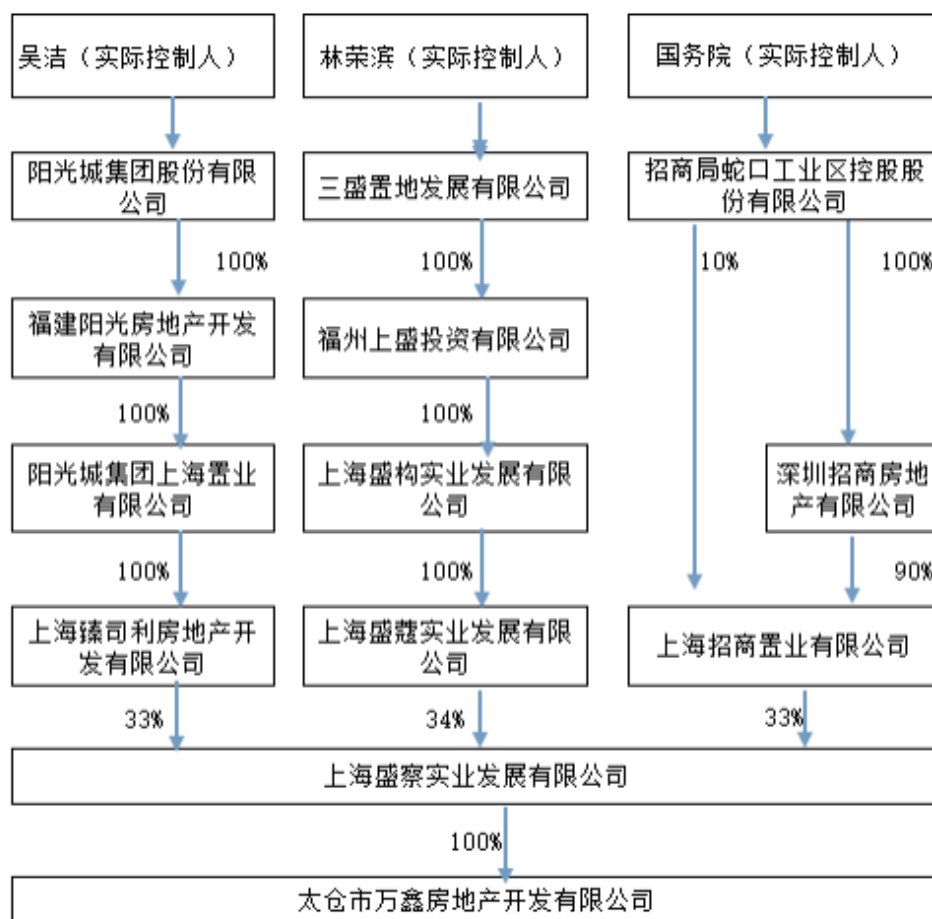 吴洁（实际控制人）
林荣滨（实际控制人）
国务院（实际控制人）
阳光城集团股份有限
公司
三盛置地发展有限公司
招商局蛇口工业区控股股
份有限公司
100%
100%
10%
100%
福建阳光房地产开发
有限公司
福州上盛投资有限公司
100%
100%
阳光城集团上海置业
有限公司
上海盛构实业发展有限
公司
深圳招商房地
产有限公司
100%
100%
90%
上海臻司利房地产开
发有限公司
上海盛蔻实业发展有限
公司
上海招商置业有限公司
33%
34%
33%
上海盛察实业发展有限公司
100%
太仓市万鑫房地产开发有限公司